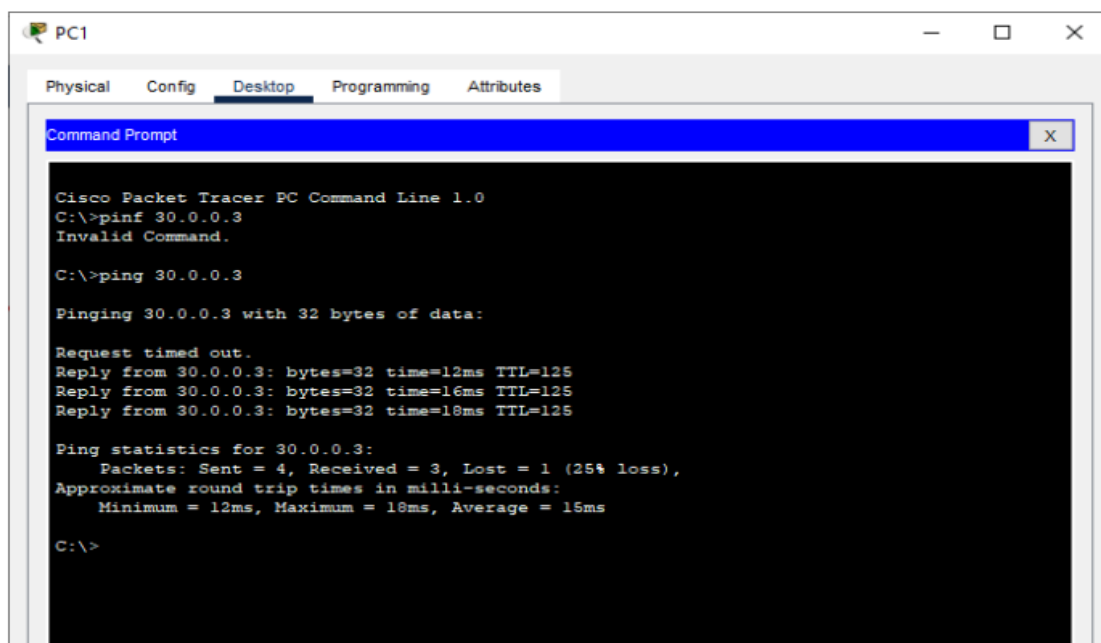 PC1
Physical Config Desktop Programming Attributes
Command Prompt
X
Cisco Packet Tracer PC Command Line 1.0
C:\>pinf 30.0.0.3
Invalid Command.
C:\>ping 30.0.0.3
Pinging 30.0.0.3 with 32 bytes of data:
Request timed out.
Reply from 30.0.0.3: bytes=32 time=12ms TTL=125
Reply from 30.0.0.3: bytes=32 time=16ms TTL=125
Reply from 30.0.0.3: bytes=32 time=18ms TTL=125
Ping statistics for 30.0.0.3:
Packets: Sent = 4, Received = 3, Lost = 1 (25% loss),
Approximate round trip times in milli-seconds:
Minimum = 12ms, Maximum = 18ms, Average = 15ms
C:\>